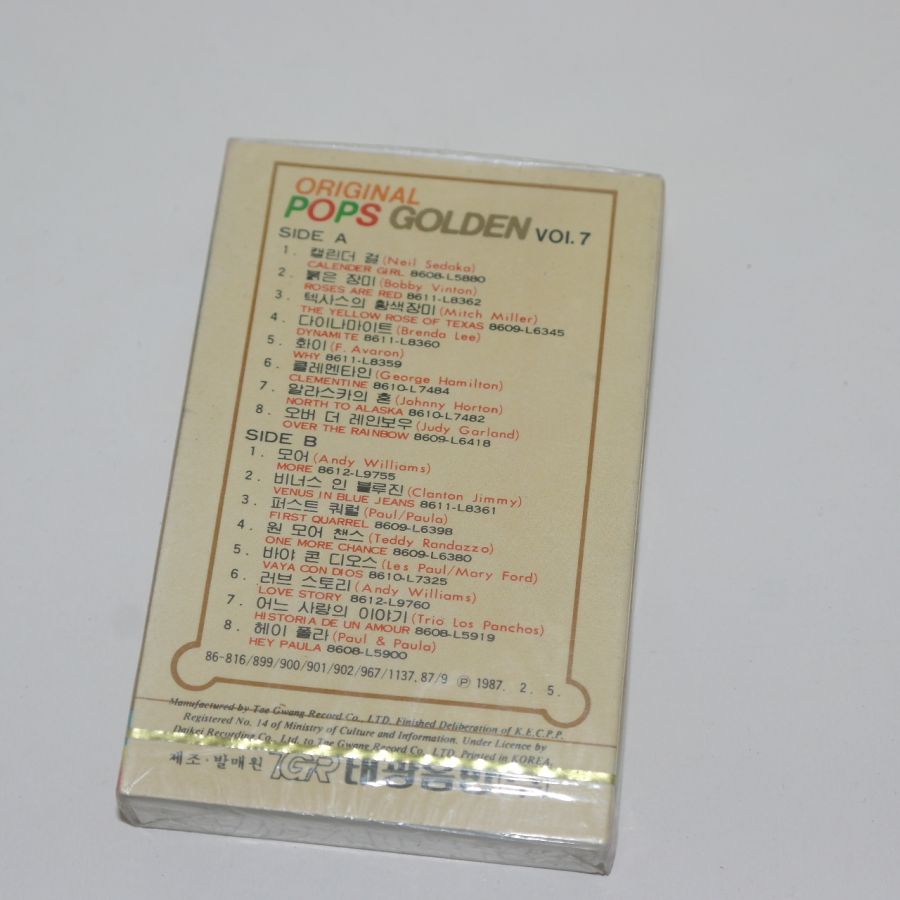 ORIGINAL
POPS GOLDEN VOl. 7
SIDE A
1. 캘린더 걸 (Neil Sedaka)
CALENDER GIRL 8608-L5880
2. 붉은 장미 (Bobby Vinton)
ROSES ARE RED 8611-L8362
3. 텍사스의 황색장미 (Mitch Miller)
THE YELLOW ROSE OF TEXAS 8609-L6345
4. 다이나마이트 (Brenda Lee)
DYNAMITE 8611-L8360
5. 화이 (F. Avaron)
WHY 8611-L8359
6. 클레멘타인 (George Hamilton)
CLEMENTINE 8610-L7484
7. 알라스카의 혼 (Johnny Horton)
NORTH TO ALASKA 8610-L7482
8. 오버 더 레인보우 (Judy Garland)
OVER THE RAINBOW 8609-L6418
SIDE B
1. 모어 (Andy Williams)
MORE 8612-L9755
2. 비너스 인 블루진 (Clanton Jimmy)
VENUS IN BLUE JEANS 8611-L8361
3. 퍼스트 쿼럴 (Paul/Paula)
FIRST QUARREL 8609-L6398
4. 원 모어 챈스 (Teddy Randazzo)
ONE MORE CHANCE 8609-L6380
5. 바야 콘 디오스 (Les Paul/Mary Ford)
VAYA CON DIOS 8610-L7325
6. 러브 스토리 (Andy Williams)
LOVE STORY 8612-L9760
7. 어느 사랑의 이야기 (Trio Los Panchos)
HISTORIA DE UN AMOUR 8608-L5919
8. 헤이 폴라 (Paul & Paula)
HEY PAULA 8608-L5900
86-816/899/900/901/902/967/1137. 87/9 ℗ 1987. 2. 5.
Manufactured by Tae Gwang Record Co., LTD. Finished Deliberation of K.E.C.P.P.
Registered No. 14 of Ministry of Culture and Information. Under Licence by
Daikei Recording Co., Ltd. to Tae Gwang Record Co., LTD. Printed in KOREA.
제조·발매원 TGR 태광음반